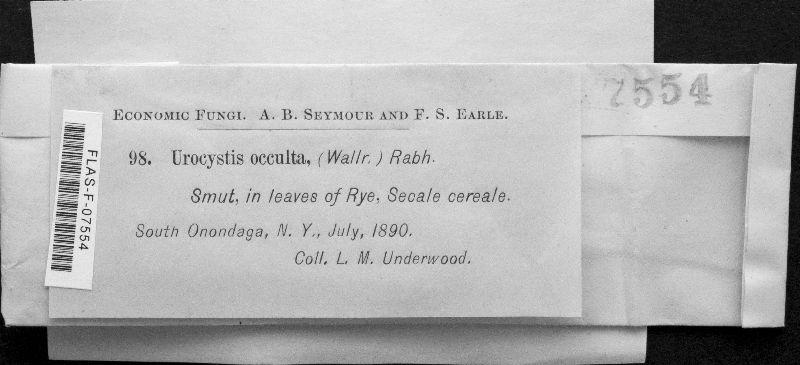 7554
ECONOMIC FUNGI. A. B. SEYMOUR AND F. S. EARLE.
98. Urocystis occulta, (Wallr.) Rabh.
Smut, in leaves of Rye, Secale cereale.
South Onondaga, N. Y., July, 1890.
Coll. L. M. Underwood.
FLAS-F-07554